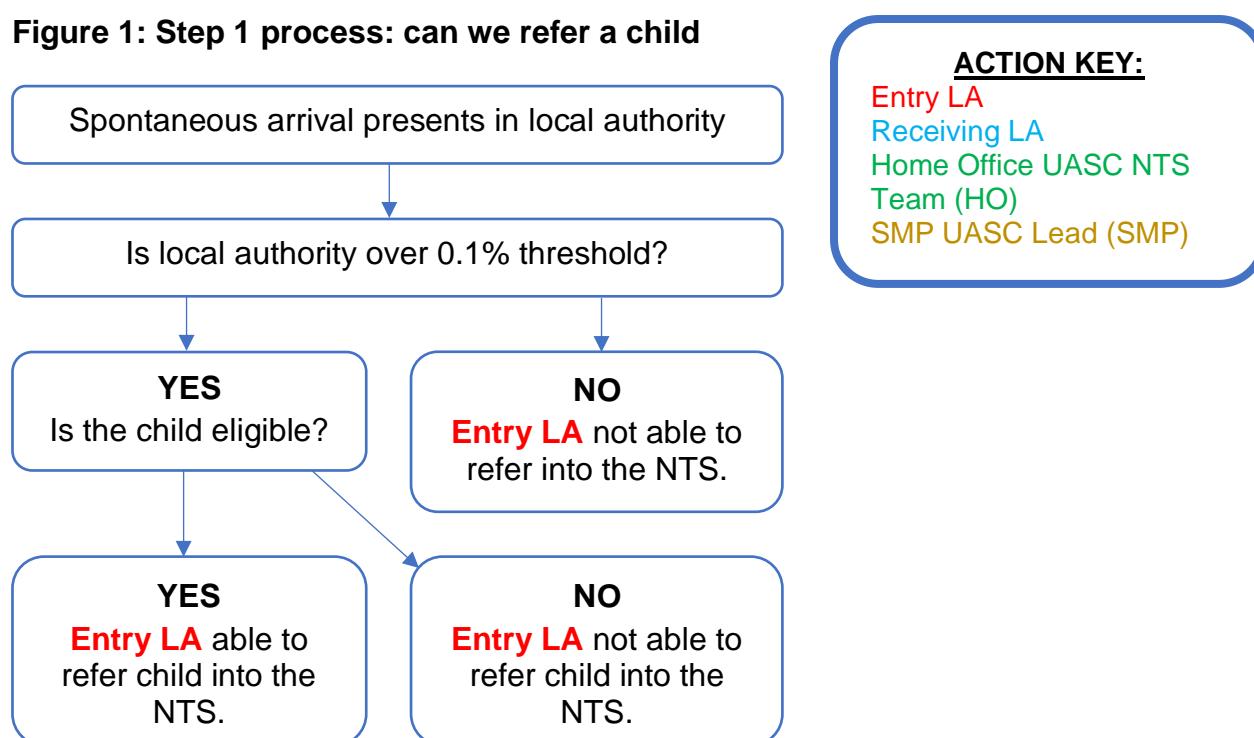 Figure 1: Step 1 process: can we refer a child
ACTION KEY:
Entry LA
Receiving LA
Home Office UASC NTS
Team (HO)
SMP UASC Lead (SMP)
Spontaneous arrival presents in local authority
Is local authority over 0.1% threshold?
YES
Is the child eligible?
NO
Entry LA not able to
refer into the NTS.
YES
Entry LA able to
refer child into the
NTS.
NO
Entry LA not able to
refer child into the
NTS.